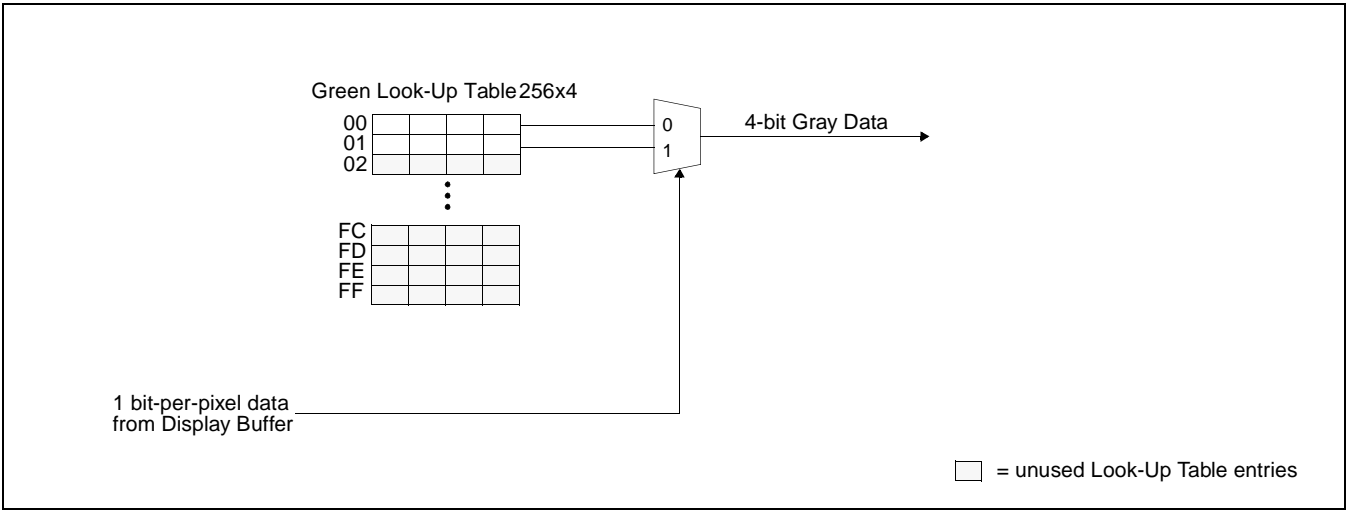 Green Look-Up Table 256x4
00
01
02
FC
FD
FE
FF
0
1
4-bit Gray Data
1 bit-per-pixel data
from Display Buffer
= unused Look-Up Table entries